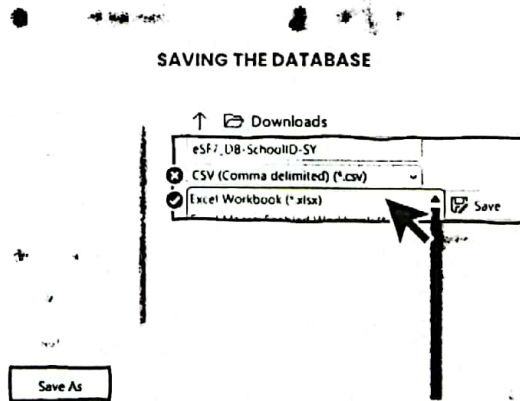 SAVING THE DATABASE
Downloads
eSF7_DB-SchoolID-SY
CSV (Comma delimited) (*.csv)
Excel Workbook (*.xlsx)
Save
Save As